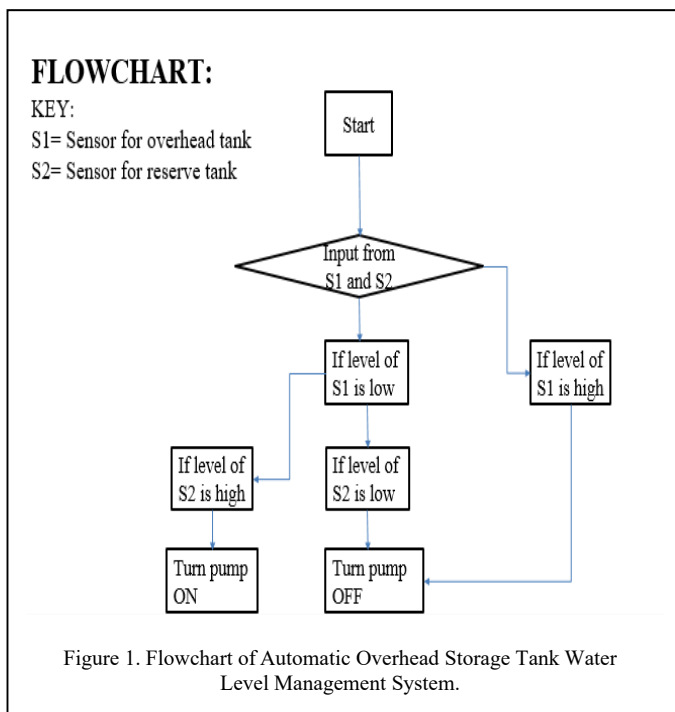 FLOWCHART:
KEY:
S1= Sensor for overhead tank
S2= Sensor for reserve tank
Start
Input from
S1 and S2
If level of
S1 is low
If level of
S1 is high
If level of
S2 is high
If level of
S2 is low
Turn pump
ON
Turn pump
OFF
Figure 1. Flowchart of Automatic Overhead Storage Tank Water
Level Management System.